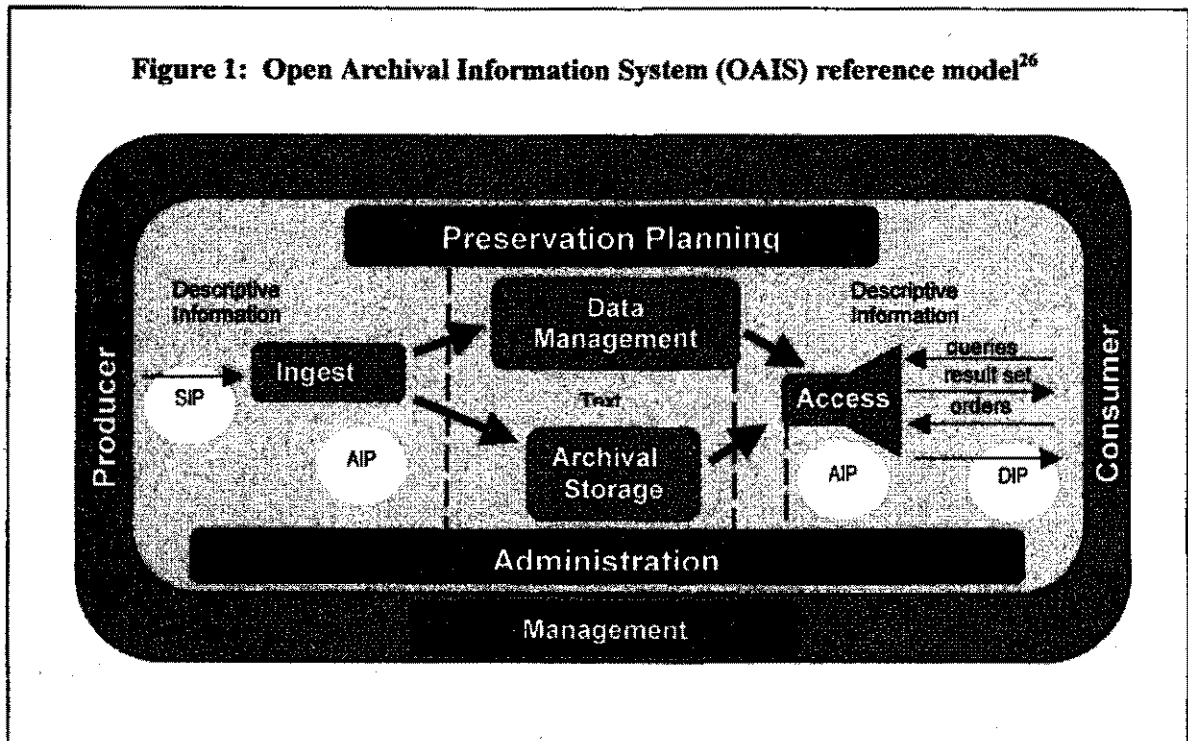 Figure 1: Open Archival Information System (OAIS) reference model26
Preservation Planning
Descriptive
Information
Data
Management
Descriptive
Information
Producer
SIP
Ingest
AIP
Text
Archival
Storage
Access
queries
result set
orders
AIP
DIP
Consumer
Administration
Management